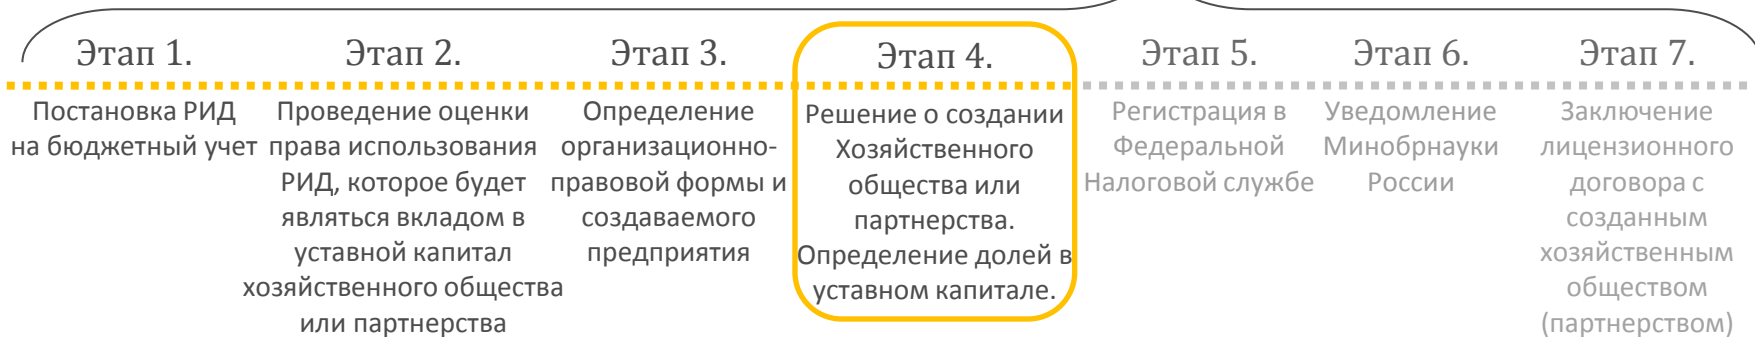 Этап 1.
Постановка РИД
на бюджетный учет
Этап 2.
Проведение оценки
права использования
РИД, которое будет
являться вкладом в
уставной капитал
хозяйственного общества
или партнерства
Этап 3.
Определение
организационно-
правовой формы и
создаваемого
предприятия
Этап 4.
Решение о создании
Хозяйственного
общества или
партнерства.
Определение долей в
уставном капитале.
Этап 5.
Регистрация в
Федеральной
Налоговой службе
Этап 6.
Уведомление
Минобрнауки
России
Этап 7.
Заключение
лицензионного
договора с
созданным
хозяйственным
обществом
(партнерством)